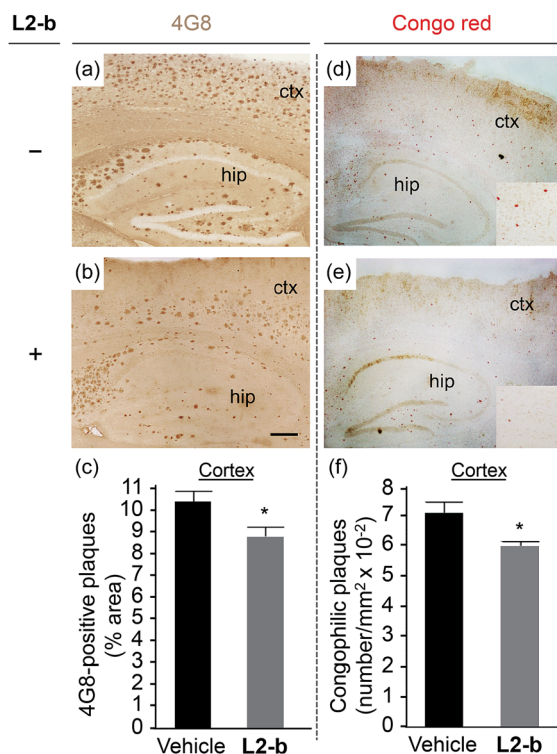 L2-b 4G8 Congo red
(a) ctx hip
(d) ctx hip
–
(b) ctx hip
(e) ctx hip
+
(c) Cortex
4G8-positive plaques
(% area)
11
10
9
8
7
6
5
4
3
2
1
0
*
Vehicle L2-b
(f) Cortex
Congophilic plaques
(number/mm² x 10⁻²)
8
7
6
5
4
3
2
1
0
*
Vehicle L2-b